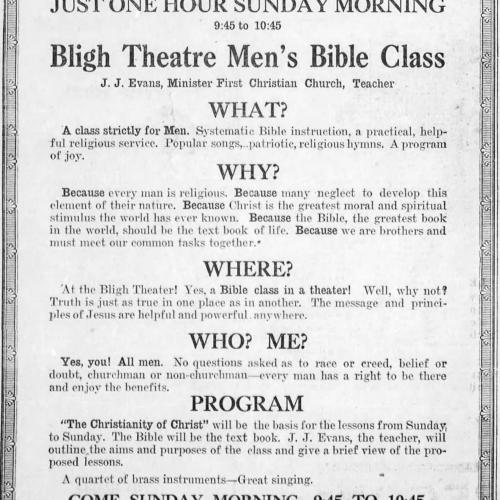 JUST ONE HOUR SUNDAY MORNING
9:45 to 10:45
Bligh Theatre Men's Bible Class
J. J. Evans, Minister First Christian Church, Teacher
WHAT?
A class strictly for Men. Systematic Bible instruction, a practical, help-
ful religious service. Popular songs, patriotic, religious hymns. A program
of joy.
WHY?
Because every man is religious. Because many neglect to develop this
element of their nature. Because Christ is the greatest moral and spiritual
stimulus the world has ever known. Because the Bible, the greatest book
in the world, should be the text book of life. Because we are brothers and
must meet our common tasks together.
WHERE?
At the Bligh Theater! Yes, a Bible class in a theater! Well, why not?
Truth is just as true in one place as in another. The message and princi-
ples of Jesus are helpful and powerful anywhere.
WHO? ME?
Yes, you! All men. No questions asked as to race or creed, belief or
doubt, churchman or non-churchman—every man has a right to be there
and enjoy the benefits.
PROGRAM
"The Christianity of Christ" will be the basis for the lessons from Sunday
to Sunday. The Bible will be the text book. J. J. Evans, the teacher, will
outline the aims and purposes of the class and give a brief view of the pro-
posed lessons.
A quartet of brass instruments—Great singing.
COME SUNDAY MORNING, 9:45 TO 10:45